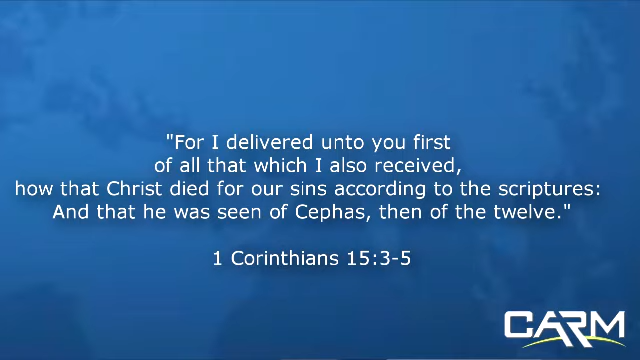 "For I delivered unto you first
of all that which I also received,
how that Christ died for our sins according to the scriptures:
And that he was seen of Cephas, then of the twelve."
1 Corinthians 15:3-5
CARM